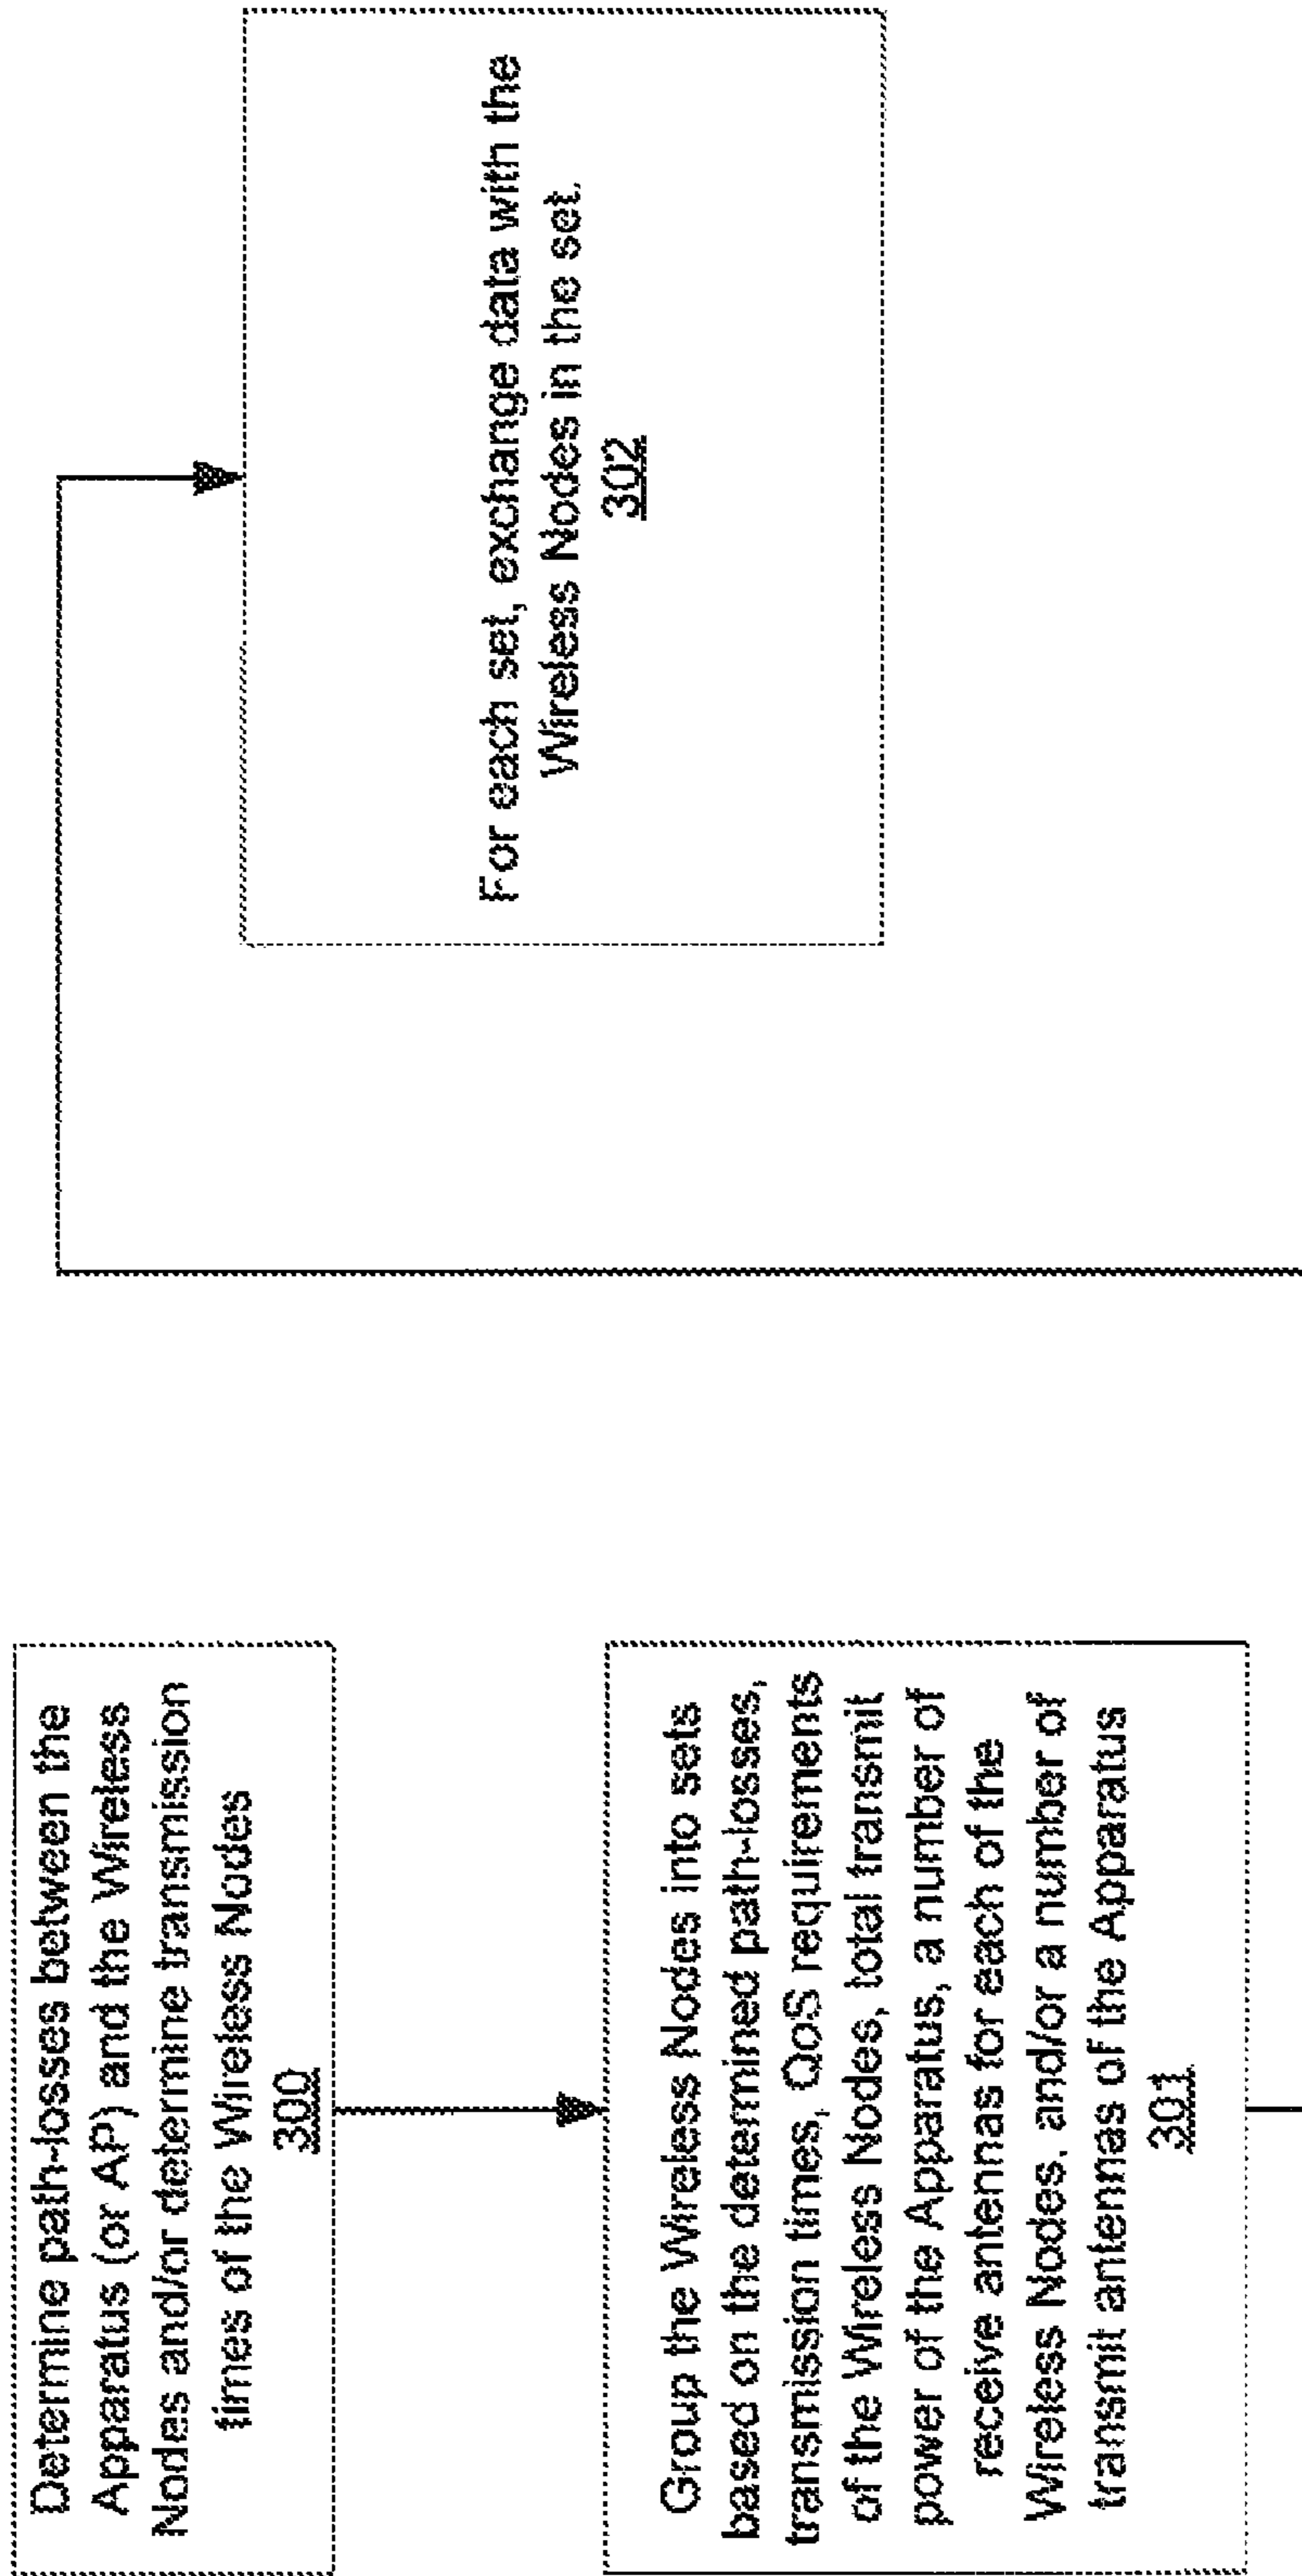 Determine path-losses between the
Apparatus (or AP) and the Wireless
Nodes and/or determine transmission
times of the Wireless Nodes
300
Group the Wireless Nodes into sets
based on the determined path-losses,
transmission times, QoS requirements
of the Wireless Nodes, total transmit
power of the Apparatus, a number of
receive antennas for each of the
Wireless Nodes, and/or a number of
transmit antennas of the Apparatus
301
For each set, exchange data with the
Wireless Nodes in the set.
302